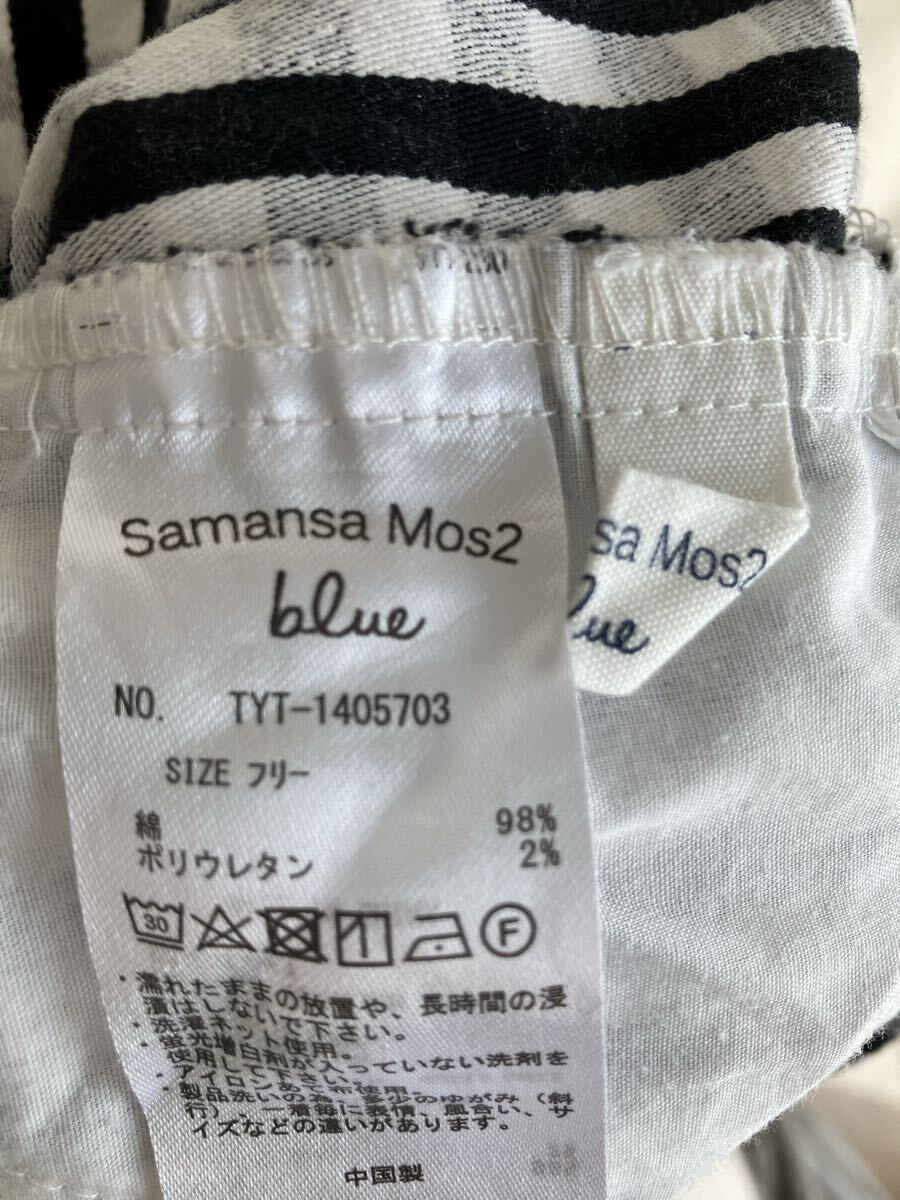 Samansa Mos2
blue
sa Mos2
lue
NO. TYT-1405703
SIZE フリー
綿 98%
ポリウレタン 2%
30
F
・濡れたままの放置や、長時間の浸
漬はしないで下さい。
・洗濯ネット使用。
・蛍光増白剤が入っていない洗剤を
使用して下さい。
・アイロンあて布使用。
・製品洗いの為、多少のゆがみ（斜
行）、一着毎に表情、風合い、サ
イズなどの違いがあります。
中国製